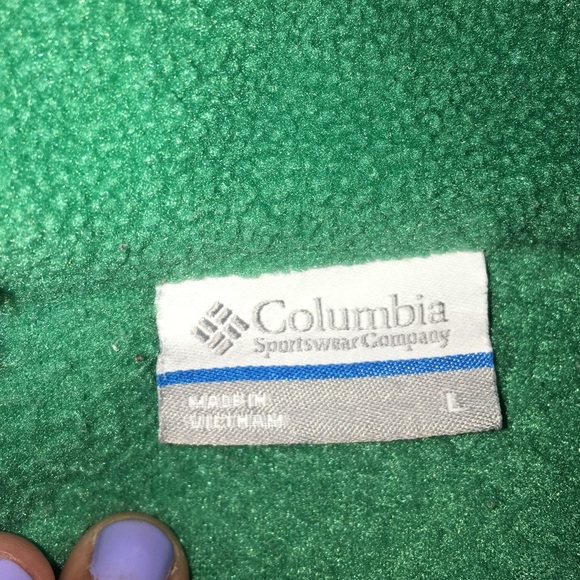 Columbia
Sportswear Company
MADE IN L
VIETNAM